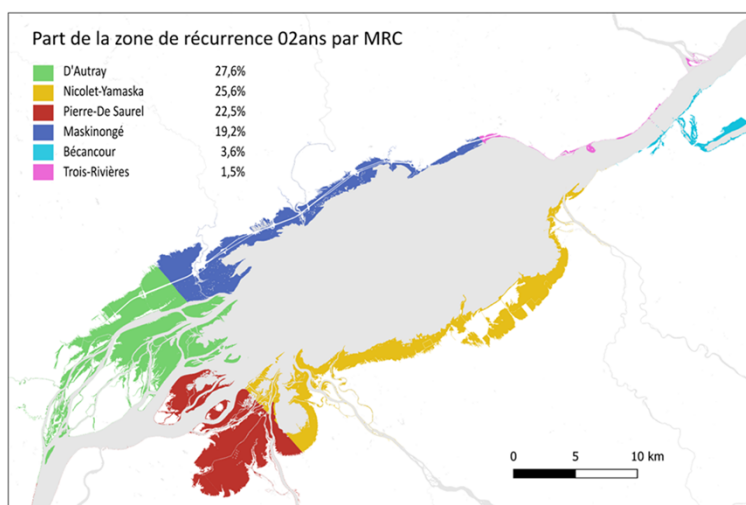 Part de la zone de récurrence 02ans par MRC
D'Autray 27,6%
Nicolet-Yamaska 25,6%
Pierre-De Saurel 22,5%
Maskinongé 19,2%
Bécancour 3,6%
Trois-Rivières 1,5%
0 5 10 km